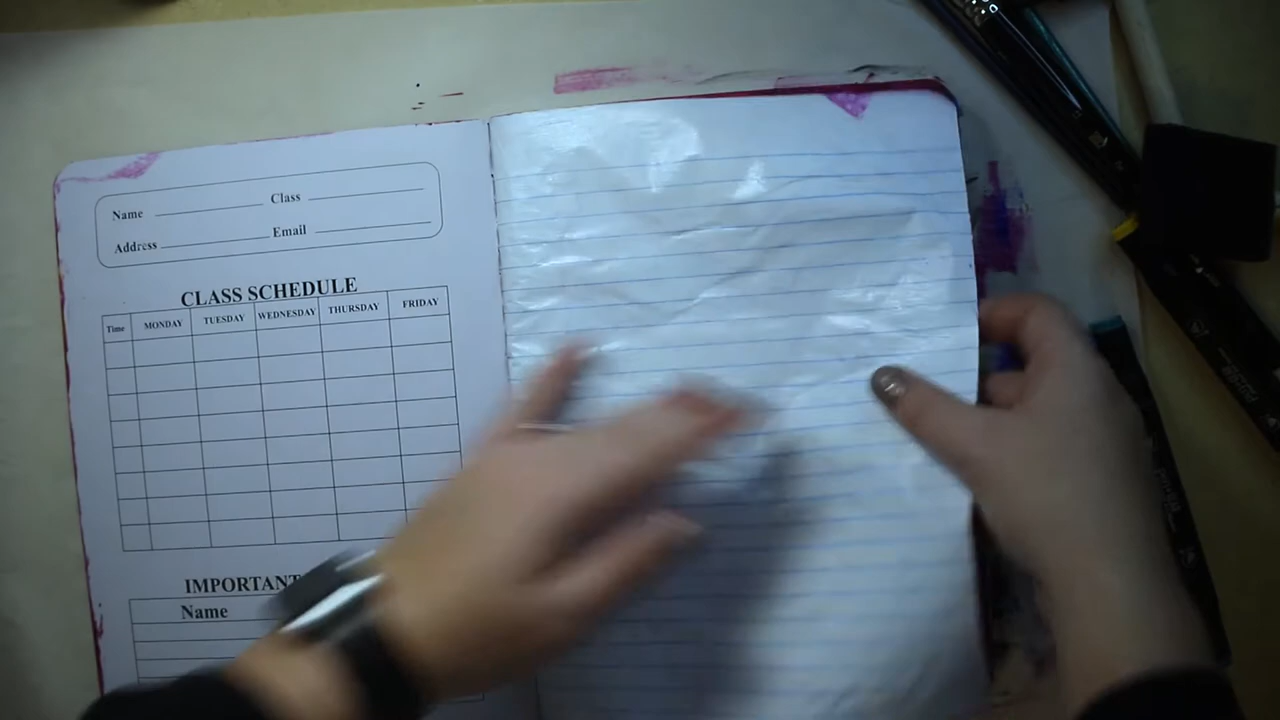 Name Class
Address Email
CLASS SCHEDULE
Time MONDAY TUESDAY WEDNESDAY THURSDAY FRIDAY
IMPORTANT
Name